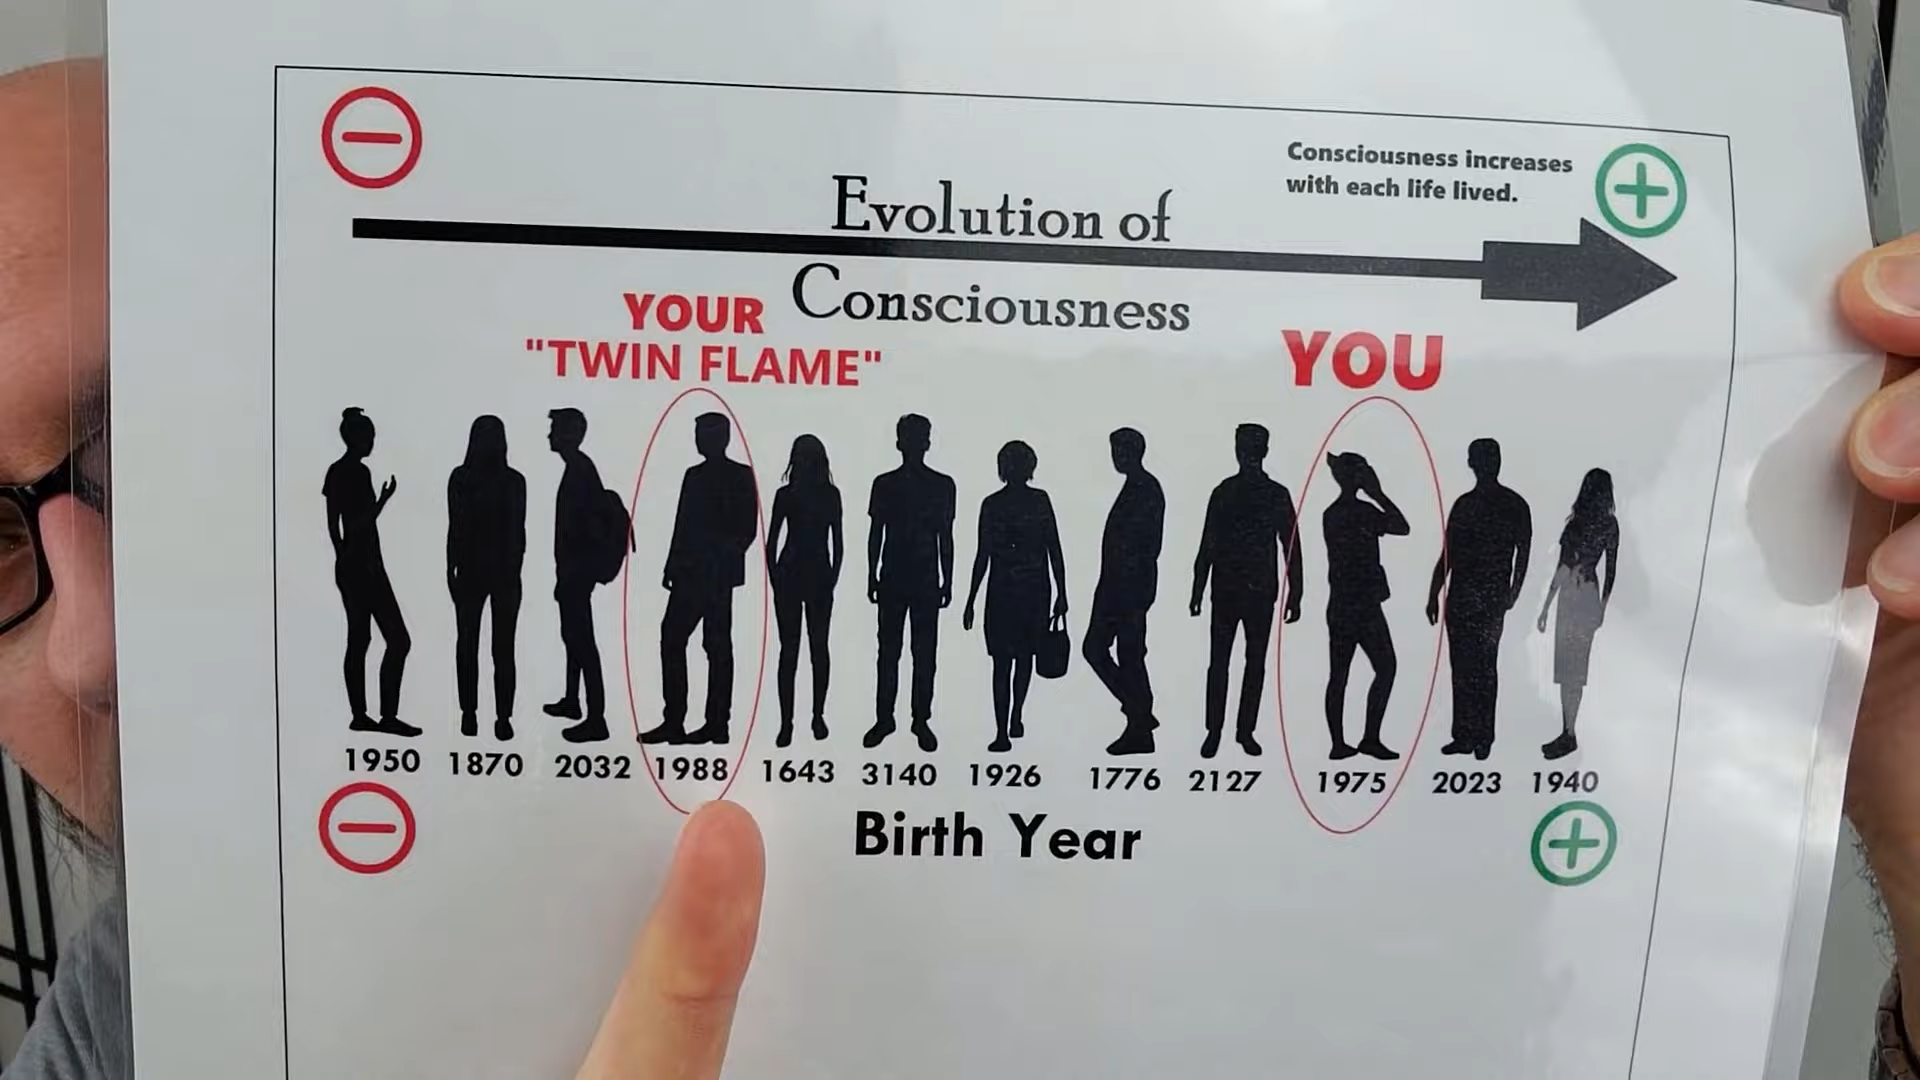 Consciousness increases
with each life lived.
Evolution of
Consciousness
YOUR
"TWIN FLAME"
YOU
1950 1870 2032 1988 1643 3140 1926 1776 2127 1975 2023 1940
Birth Year